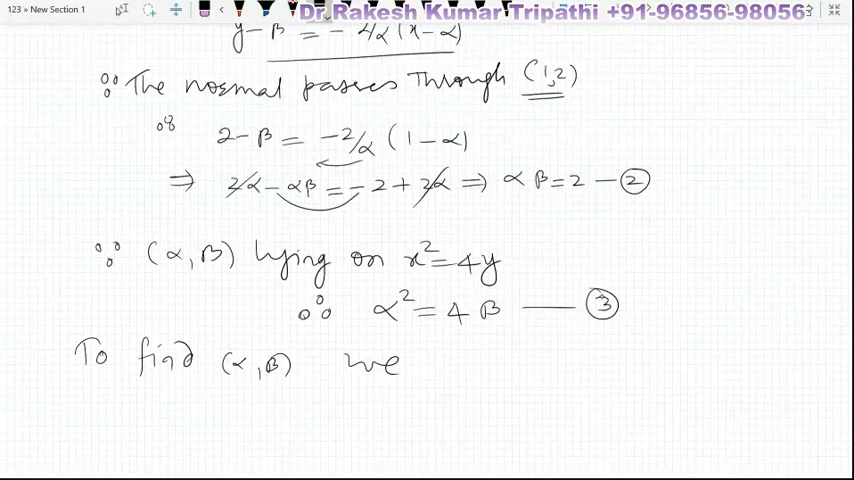 123 » New Section 1
Dr Rakesh Kumar Tripathi +91-96856-98056
y-β = -2/α (x-α)
∵ The normal passes through (1,2)
∴ 2-β = -2/α (1-α)
⇒ 2α - αβ = -2 + 2α ⇒ αβ = 2 — ②
∵ (α,β) lying on x² = 4y
∴ α² = 4β — ③
To find (α,β) we